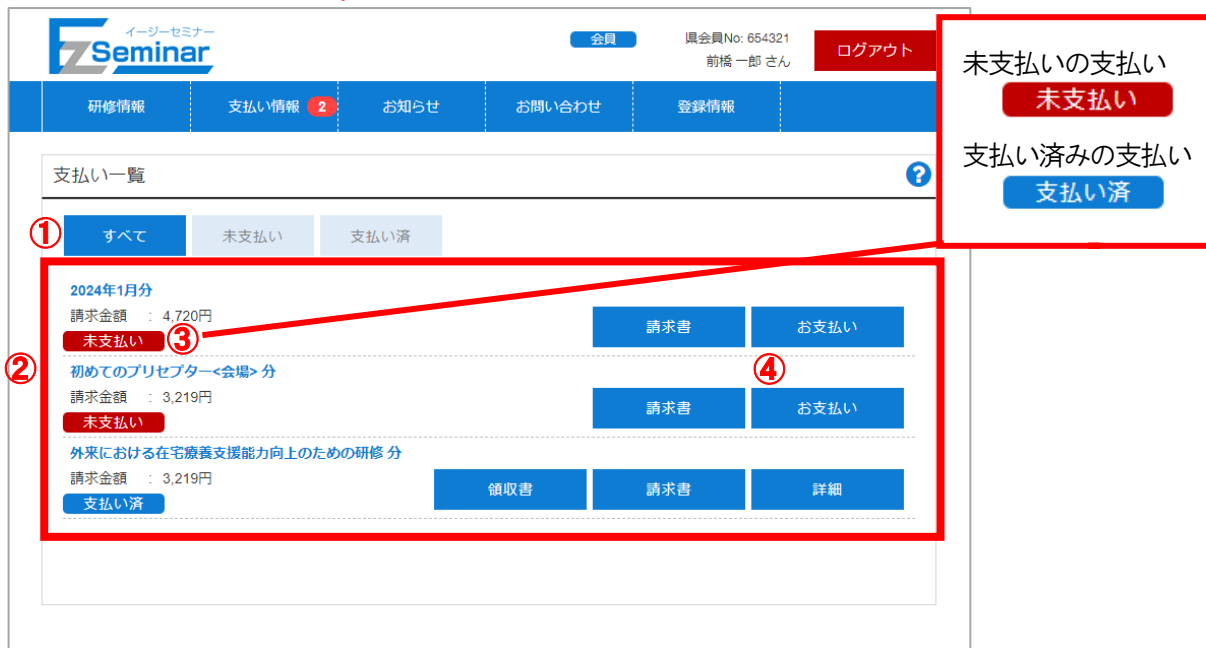 イージーセミナー
EZSeminar
会員
県会員No: 654321
前橋 一郎 さん
ログアウト
研修情報
支払い情報 2
お知らせ
お問い合わせ
登録情報
未支払いの支払い
未支払い
支払い済みの支払い
支払い済
支払い一覧
?
① すべて
未支払い
支払い済
②
2024年1月分
請求金額 : 4,720円
未支払い ③
請求書
お支払い
初めてのプリセプター<会場> 分
請求金額 : 3,219円
未支払い
④
請求書
お支払い
外来における在宅療養支援能力向上のための研修 分
請求金額 : 3,219円
支払い済
領収書
請求書
詳細